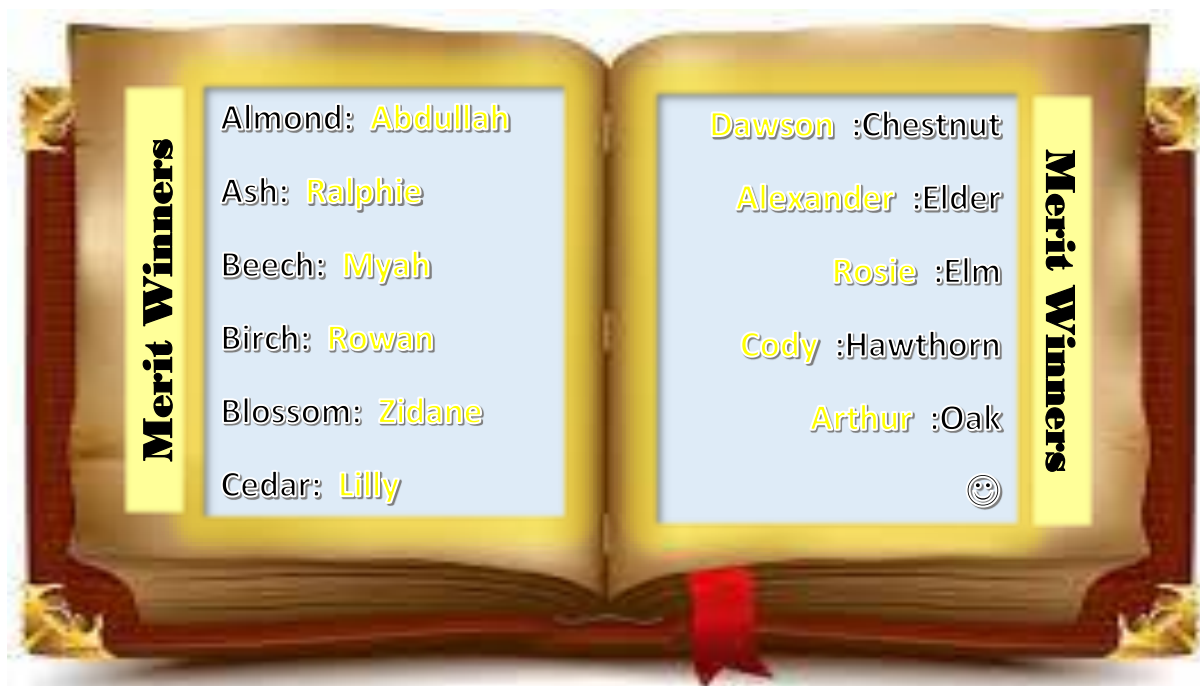 Merit Winners
Almond: Abdullah
Ash: Ralphie
Beech: Myah
Birch: Rowan
Blossom: Zidane
Cedar: Lilly
Dawson :Chestnut
Alexander :Elder
Rosie :Elm
Cody :Hawthorn
Arthur :Oak
☺
Merit Winners